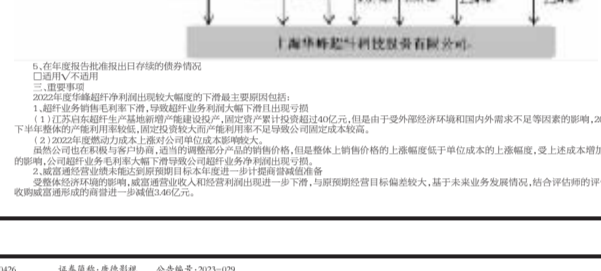 上海华峰超纤科技股份有限公司
5、在年度报告批准报出日存续的债券情况
□适用√不适用
三、重要事项
2022年度华峰超纤净利润出现较大幅度的下滑最主要原因包括:
1、超纤业务销售毛利率下滑,导致超纤业务利润大幅下滑且出现亏损
(1)江苏启东超纤生产基地新增产能建设投产,固定资产累计投资超过40亿元,但是由于受外部经济环境和国内外需求不足等因素的影响,20
下半年整体的产能利用率较低,固定投资较大而产能利用率不足导致公司固定成本较高。
(2)2022年度燃动力成本上涨对公司单位成本影响较大。
虽然公司也在积极与客户协商,适当的调整部分产品的销售价格,但是整体上销售价格的上涨幅度低于单位成本的上涨幅度,受上述成本增加
的影响,公司超纤业务毛利率大幅下滑导致公司超纤业务净利润出现亏损。
2、威富通经营业绩未能达到原预期目标本年度进一步计提商誉减值准备
受整体经济环境的影响,威富通营业收入和经营利润出现进一步下滑,与原预期经营目标偏差较大,基于未来业务发展情况,结合评估师的评
收购威富通形成的商誉进一步减值3.46亿元。
0426 证券简称:唐德影视 公告编号:2023-029